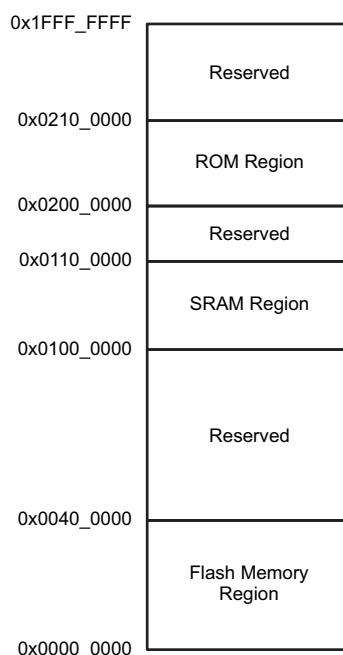 0x1FFF_FFFF
Reserved
0x0210_0000
ROM Region
0x0200_0000
Reserved
0x0110_0000
SRAM Region
0x0100_0000
Reserved
0x0040_0000
Flash Memory
Region
0x0000_0000